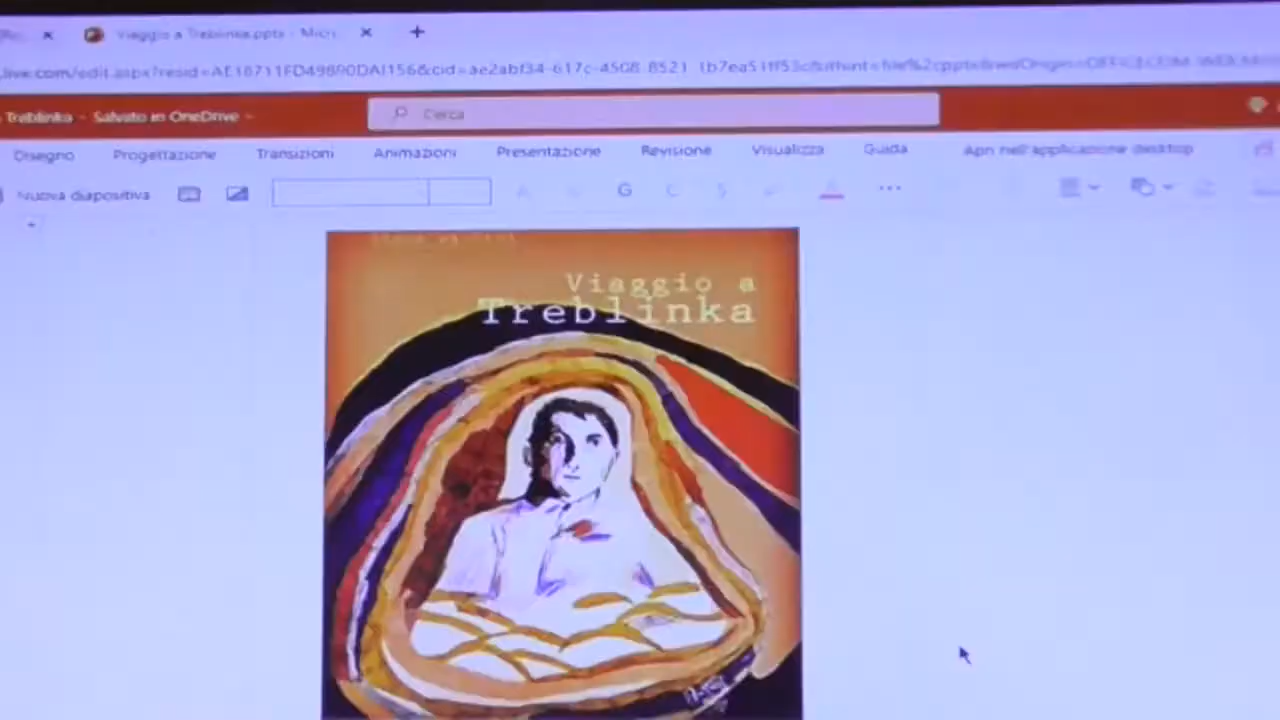 Viaggio a Treblinka.pptx - Micr
Treblinka - Salvato in OneDrive
Cerca
Disegno Progettazione Transizioni Animazioni Presentazione Revisione Visualizza Guida Apri nell'applicazione desktop
Nuova diapositiva G C S
Viaggio a
Treblinka